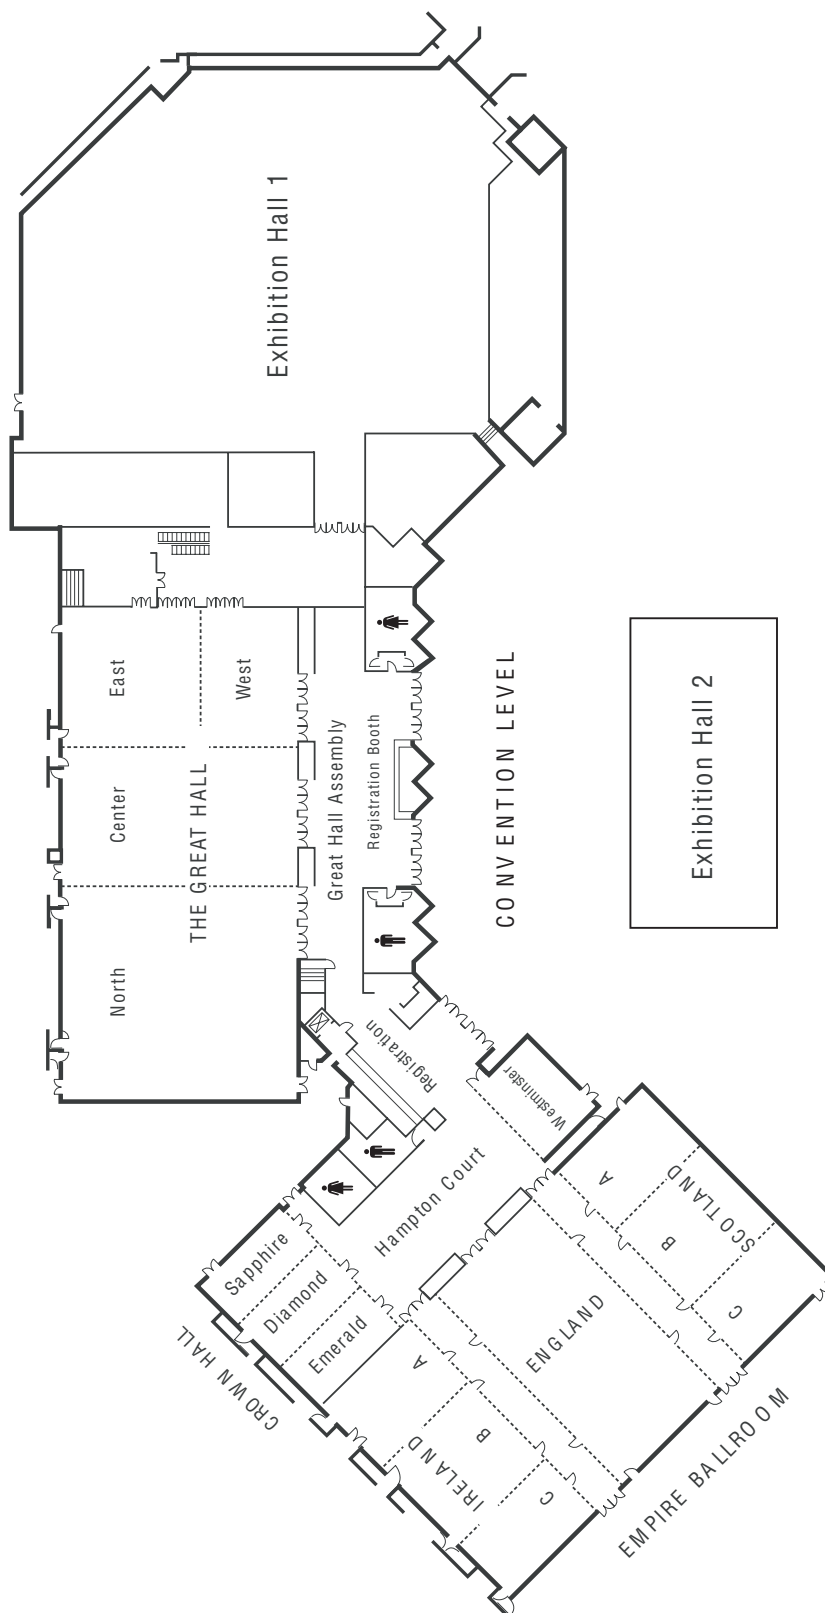 Exhibition Hall 1
East
West
Center
THE GREAT HALL
North
Great Hall Assembly
Registration Booth
CONVENTION LEVEL
Exhibition Hall 2
Registration
Westminster
Hampton Court
Sapphire
Diamond
Emerald
CROWN HALL
A
B
C
SCOTLAND
ENGLAND
A
B
C
IRELAND
EMPIRE BALLROOM